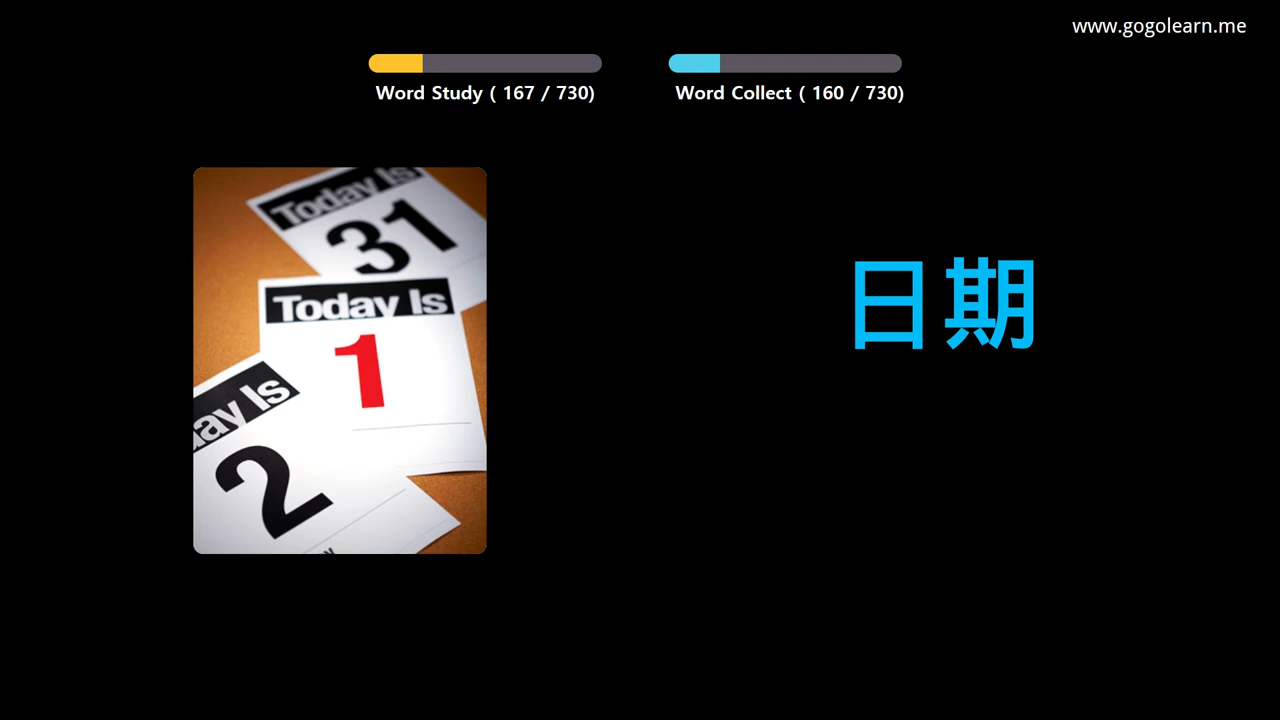 www.gogolearn.me
Word Study ( 167 / 730)
Word Collect ( 160 / 730)
Today Is
31
Today Is
1
ay Is
2
日期